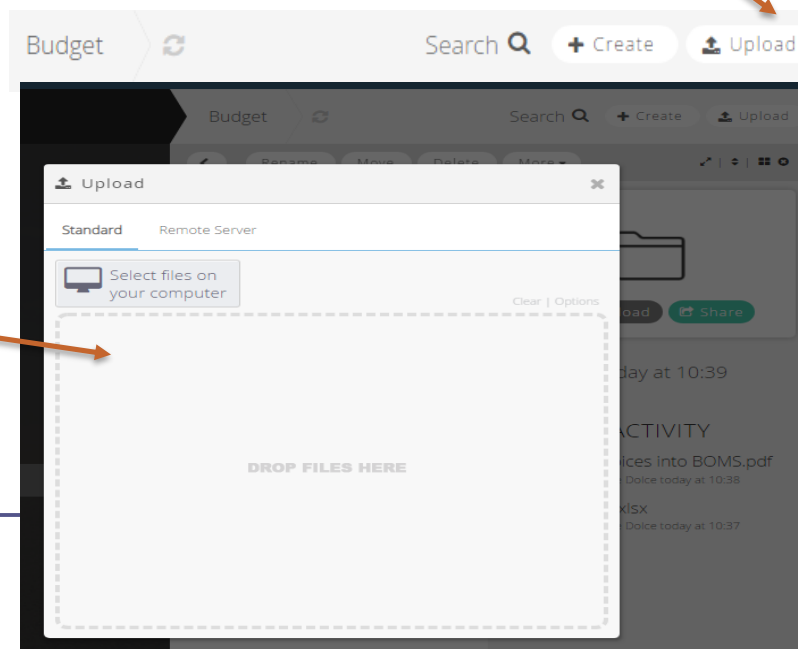 Budget
Search
Create
Upload
Budget
Search
Create
Upload
Rename
Move
Delete
More
Upload
Standard
Remote Server
Select files on
your computer
Clear | Options
DROP FILES HERE
oad
Share
day at 10:39
ACTIVITY
ices into BOMS.pdf
Dolce today at 10:38
xlsx
Dolce today at 10:37